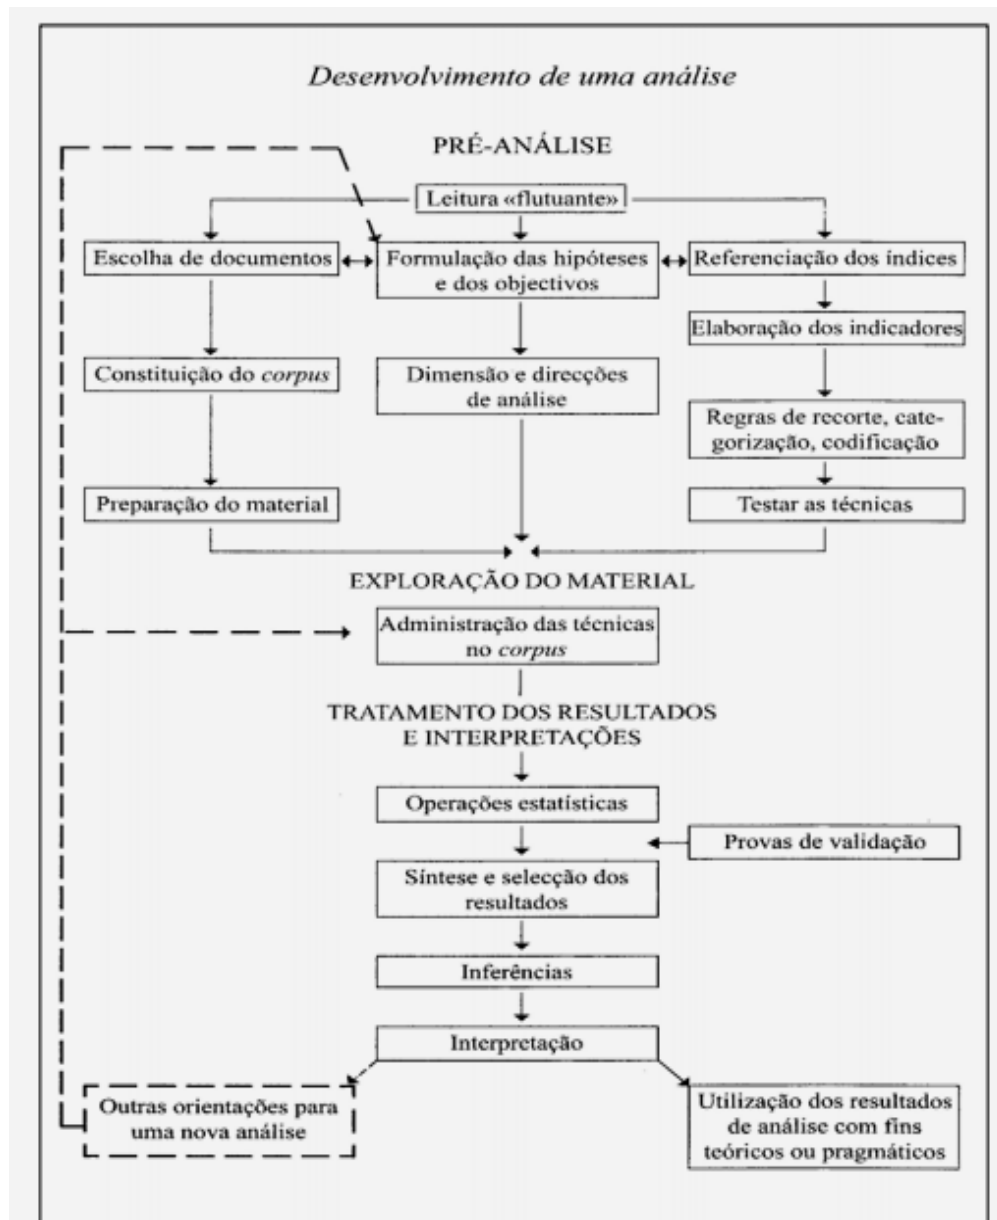 Desenvolvimento de uma análise
PRÉ-ANÁLISE
Leitura «flutuante»
Escolha de documentos
Formulação das hipóteses
e dos objectivos
Referenciação dos índices
Elaboração dos indicadores
Constituição do corpus
Dimensão e direcções
de análise
Regras de recorte, cate-
gorização, codificação
Preparação do material
Testar as técnicas
EXPLORAÇÃO DO MATERIAL
Administração das técnicas
no corpus
TRATAMENTO DOS RESULTADOS
E INTERPRETAÇÕES
Operações estatísticas
Provas de validação
Síntese e selecção dos
resultados
Inferências
Interpretação
Outras orientações para
uma nova análise
Utilização dos resultados
de análise com fins
teóricos ou pragmáticos